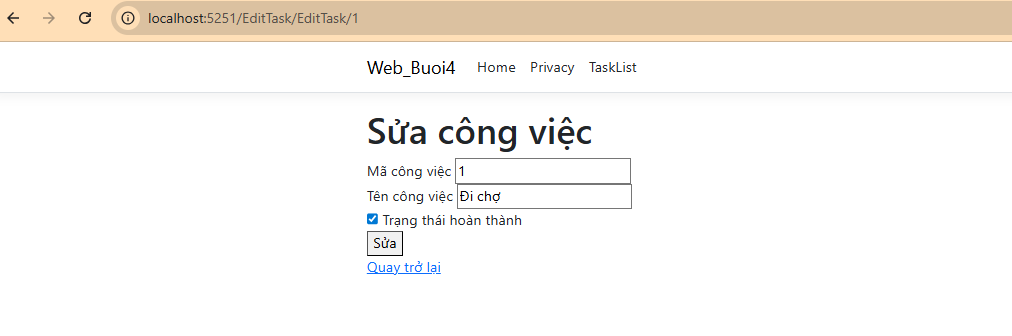 localhost:5251/EditTask/EditTask/1
Web_Buoi4 Home Privacy TaskList
Sửa công việc
Mã công việc 1
Tên công việc Đi chợ
Trạng thái hoàn thành
Sửa
Quay trở lại